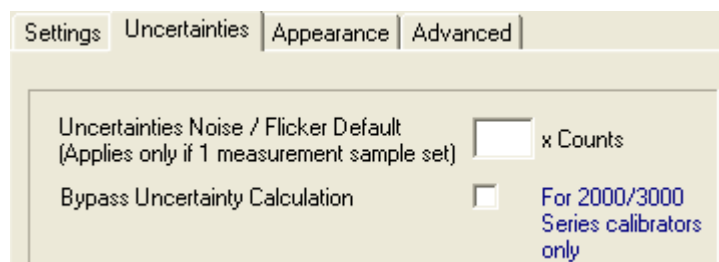 Settings Uncertainties Appearance Advanced
Uncertainties Noise / Flicker Default
(Applies only if 1 measurement sample set)
x Counts
Bypass Uncertainty Calculation
For 2000/3000
Series calibrators
only